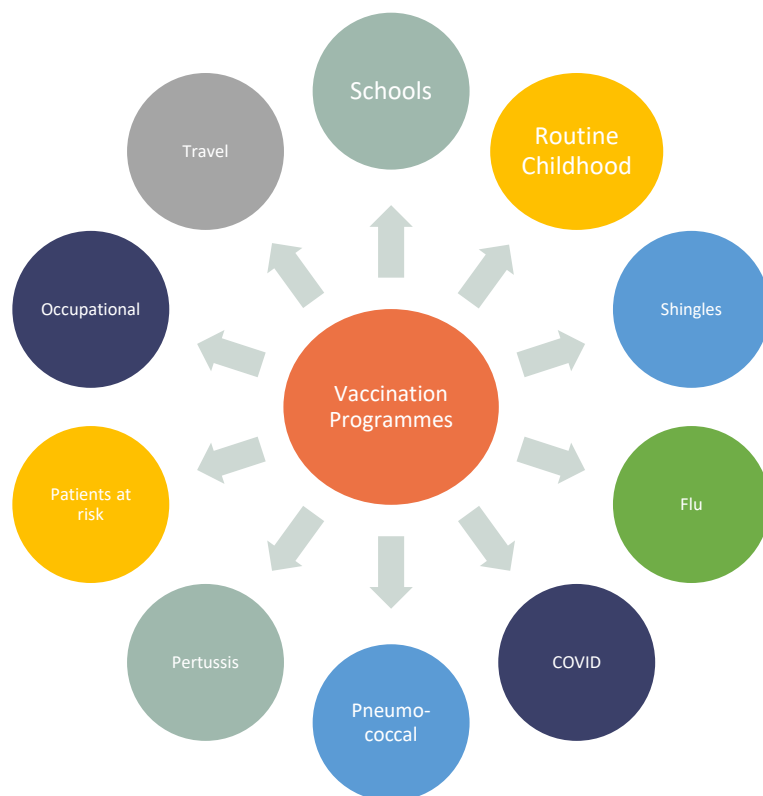 Schools
Routine
Childhood
Shingles
Flu
COVID
Pneumo-
coccal
Pertussis
Patients at
risk
Occupational
Travel
Vaccination
Programmes